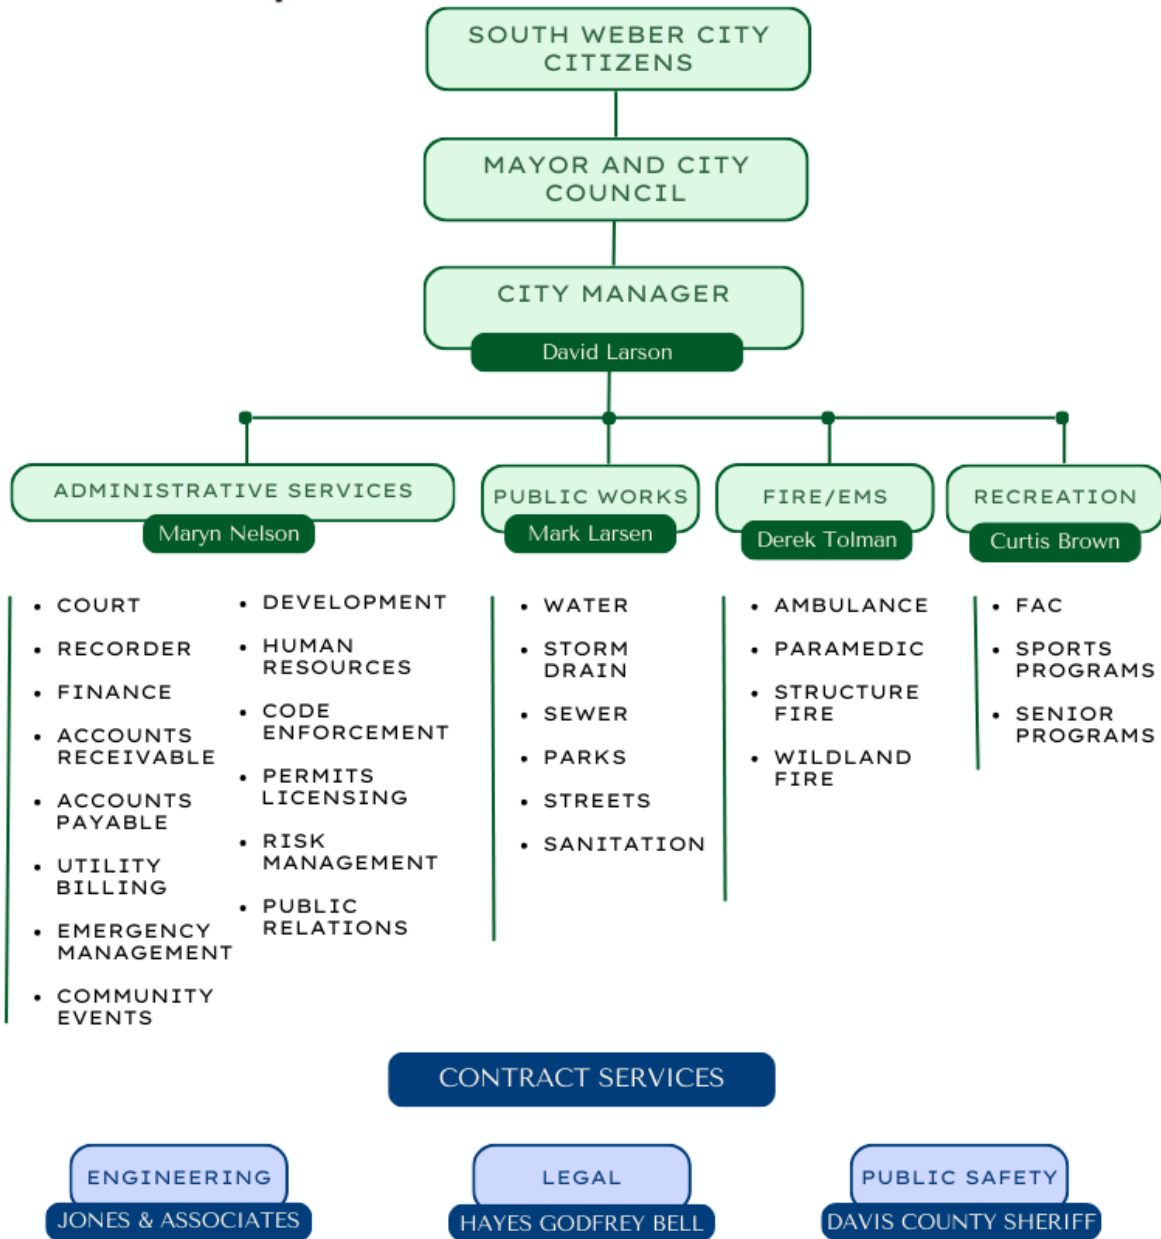 SOUTH WEBER CITY
CITIZENS
MAYOR AND CITY
COUNCIL
CITY MANAGER
David Larson
ADMINISTRATIVE SERVICES
Maryn Nelson
PUBLIC WORKS
Mark Larsen
FIRE/EMS
Derek Tolman
RECREATION
Curtis Brown
• COURT
• RECORDER
• FINANCE
• ACCOUNTS
RECEIVABLE
• ACCOUNTS
PAYABLE
• UTILITY
BILLING
• EMERGENCY
MANAGEMENT
• COMMUNITY
EVENTS
• DEVELOPMENT
• HUMAN
RESOURCES
• CODE
ENFORCEMENT
• PERMITS
LICENSING
• RISK
MANAGEMENT
• PUBLIC
RELATIONS
• WATER
• STORM
DRAIN
• SEWER
• PARKS
• STREETS
• SANITATION
• AMBULANCE
• PARAMEDIC
• STRUCTURE
FIRE
• WILDLAND
FIRE
• FAC
• SPORTS
PROGRAMS
• SENIOR
PROGRAMS
CONTRACT SERVICES
ENGINEERING
JONES & ASSOCIATES
LEGAL
HAYES GODFREY BELL
PUBLIC SAFETY
DAVIS COUNTY SHERIFF